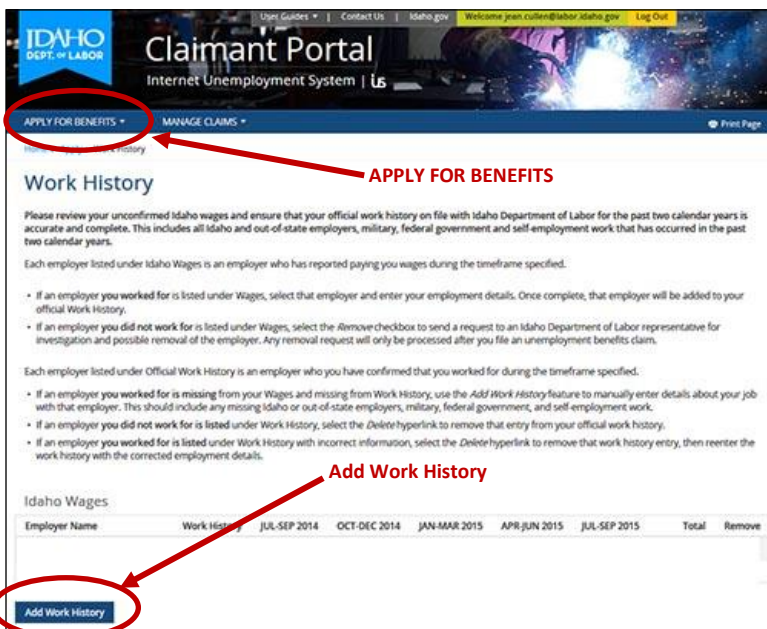 User Guides | Contact Us | Idaho.gov Welcome jean.cullen@labor.idaho.gov Log Out
IDAHO
DEPT. OF LABOR
Claimant Portal
Internet Unemployment System | ius
APPLY FOR BENEFITS MANAGE CLAIMS Print Page
History
APPLY FOR BENEFITS
Work History
Please review your unconfirmed Idaho wages and ensure that your official work history on file with Idaho Department of Labor for the past two calendar years is
accurate and complete. This includes all Idaho and out-of-state employers, military, federal government and self-employment work that has occurred in the past
two calendar years.
Each employer listed under Idaho Wages is an employer who has reported paying you wages during the timeframe specified.
• If an employer you worked for is listed under Wages, select that employer and enter your employment details. Once complete, that employer will be added to your
official Work History.
• If an employer you did not work for is listed under Wages, select the Remove checkbox to send a request to an Idaho Department of Labor representative for
investigation and possible removal of the employer. Any removal request will only be processed after you file an unemployment benefits claim.
Each employer listed under Official Work History is an employer who you have confirmed that you worked for during the timeframe specified.
• If an employer you worked for is missing from your Wages and missing from Work History, use the Add Work History feature to manually enter details about your job
with that employer. This should include any missing Idaho or out-of-state employers, military, federal government, and self-employment work.
• If an employer you did not work for is listed under Work History, select the Delete hyperlink to remove that entry from your official work history.
• If an employer you worked for is listed under Work History with incorrect information, select the Delete hyperlink to remove that work history entry, then reenter the
work history with the corrected employment details.
Add Work History
Idaho Wages
Employer Name Work History JUL-SEP 2014 OCT-DEC 2014 JAN-MAR 2015 APR-JUN 2015 JUL-SEP 2015 Total Remove
Add Work History